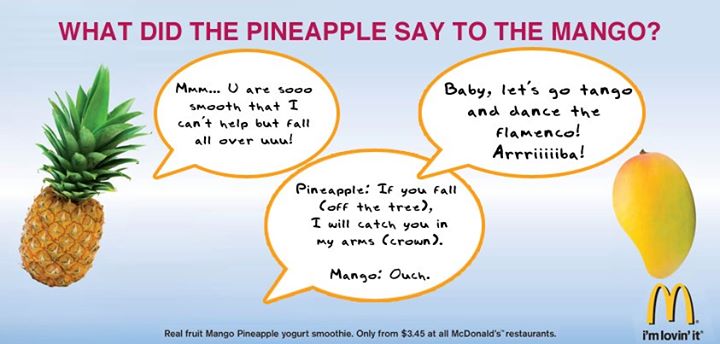 WHAT DID THE PINEAPPLE SAY TO THE MANGO?
Mmm... U are sooo
smooth that I
can't help but fall
all over uuu!
Baby, let's go tango
and dance the
flamenco!
Arrriiiiiba!
Pineapple: If you fall
(off the tree),
I will catch you in
my arms (crown).
Mango: Ouch.
i'm lovin' it®
Real fruit Mango Pineapple yogurt smoothie. Only from $3.45 at all McDonald's™ restaurants.